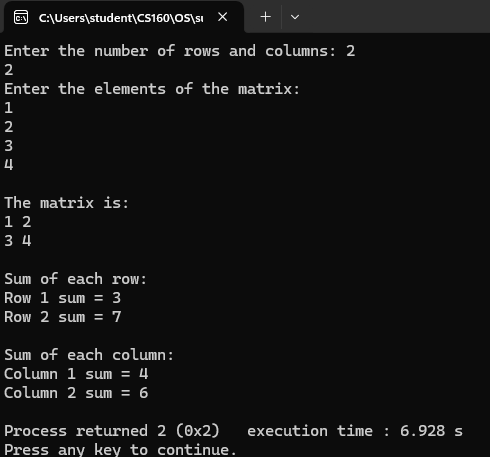 C:\Users\student\CS160\OS\su
Enter the number of rows and columns: 2
2
Enter the elements of the matrix:
1
2
3
4
The matrix is:
1 2
3 4
Sum of each row:
Row 1 sum = 3
Row 2 sum = 7
Sum of each column:
Column 1 sum = 4
Column 2 sum = 6
Process returned 2 (0x2)   execution time : 6.928 s
Press any key to continue.